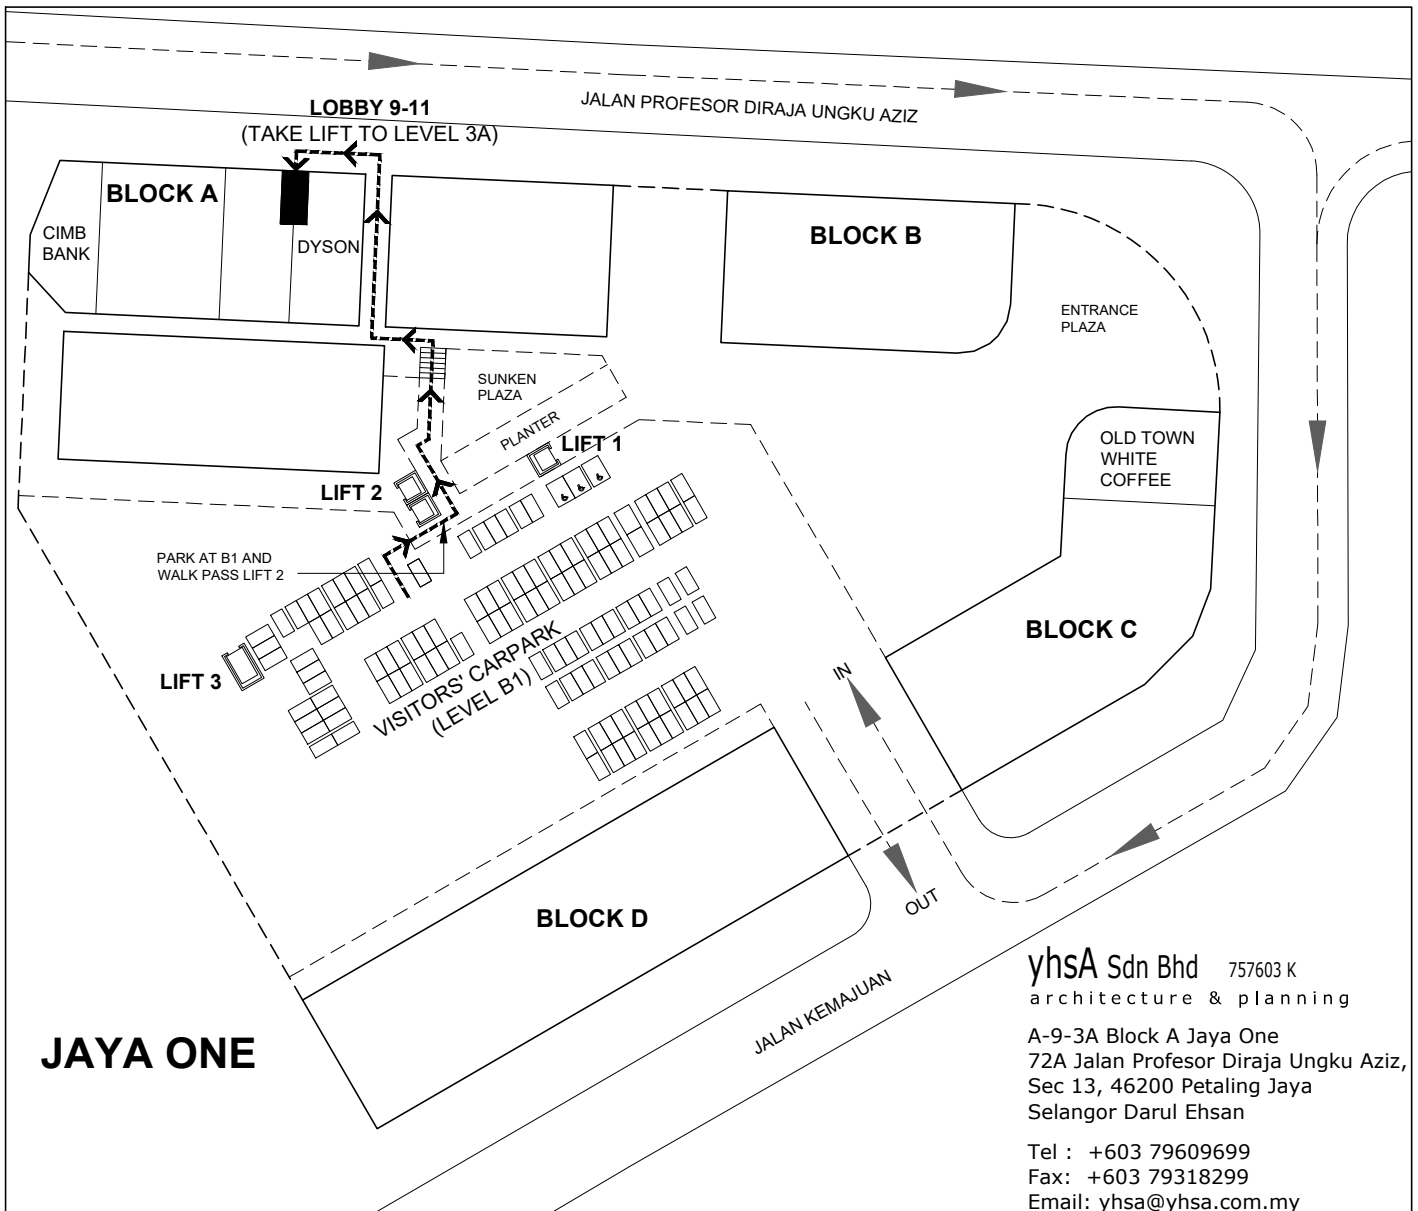 JALAN PROFESOR DIRAJA UNGKU AZIZ
LOBBY 9-11
(TAKE LIFT TO LEVEL 3A)
BLOCK A
CIMB
BANK
DYSON
BLOCK B
ENTRANCE
PLAZA
SUNKEN
PLAZA
PLANTER
LIFT 1
OLD TOWN
WHITE
COFFEE
LIFT 2
PARK AT B1 AND
WALK PASS LIFT 2
BLOCK C
LIFT 3
VISITORS' CARPARK
(LEVEL B1)
IN
OUT
BLOCK D
JALAN KEMAJUAN
JAYA ONE
yhsA Sdn Bhd 757603 K
architecture & planning
A-9-3A Block A Jaya One
72A Jalan Profesor Diraja Ungku Aziz,
Sec 13, 46200 Petaling Jaya
Selangor Darul Ehsan
Tel : +603 79609699
Fax: +603 79318299
Email: yhsa@yhsa.com.my